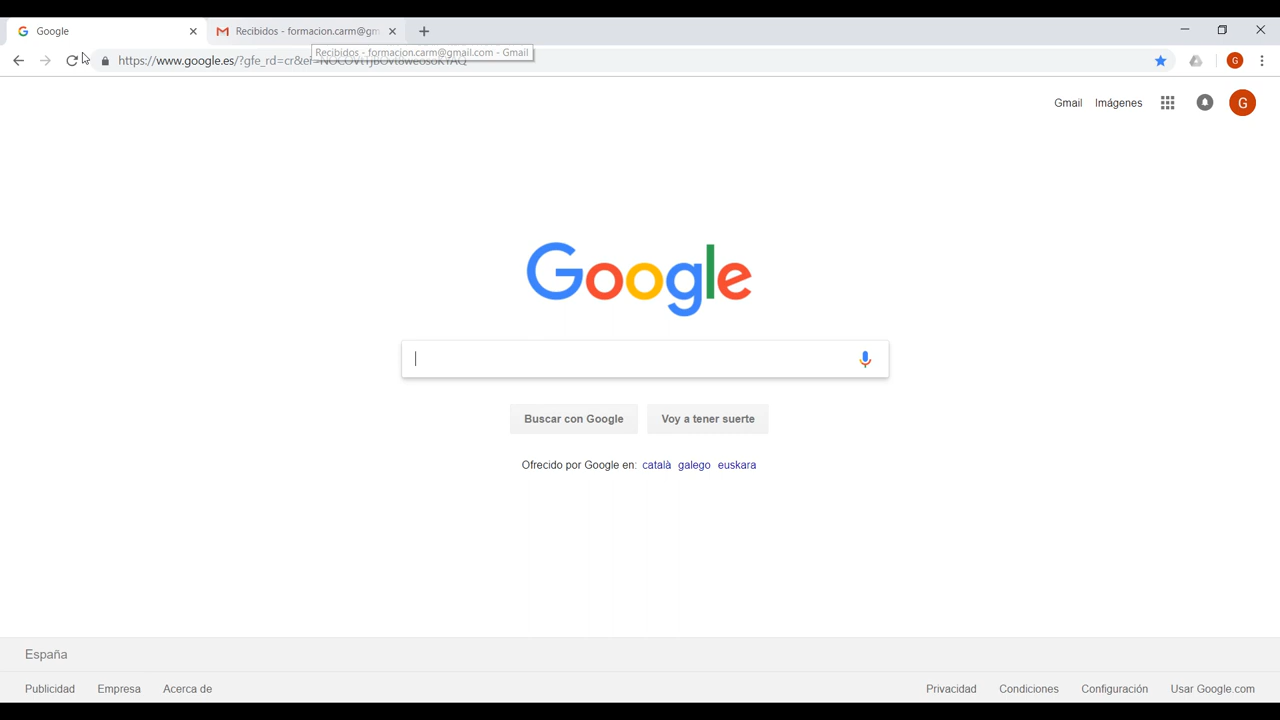 Google
Recibidos - formacion.carm@gm
Recibidos - formacion.carm@gmail.com - Gmail
https://www.google.es/?gfe_rd=cr&ei=
G
Gmail Imágenes G
Google
Buscar con Google Voy a tener suerte
Ofrecido por Google en: català galego euskara
España
Publicidad Empresa Acerca de Privacidad Condiciones Configuración Usar Google.com